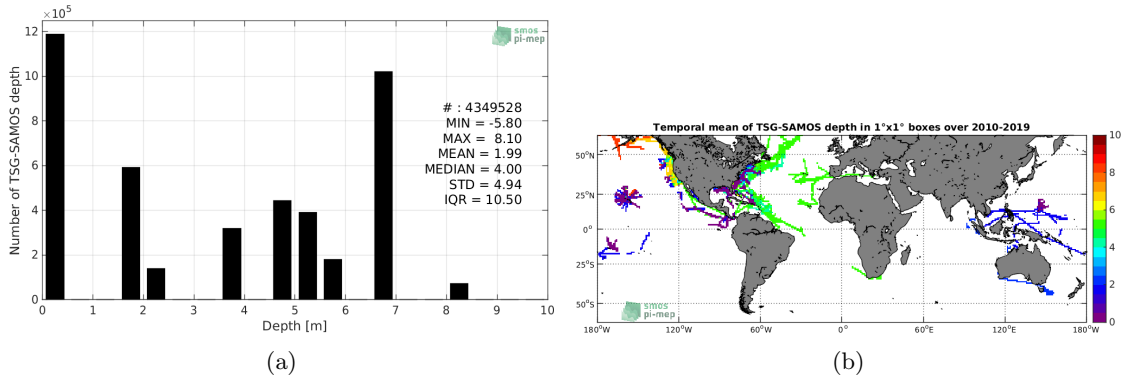 ×10^5
12
10
8
6
4
2
0
Number of TSG-SAMOS depth
smos
pi-mep
# : 4349528
MIN = -5.80
MAX = 8.10
MEAN = 1.99
MEDIAN = 4.00
STD = 4.94
IQR = 10.50
0 1 2 3 4 5 6 7 8 9 10
Depth [m]
(a)
Temporal mean of TSG-SAMOS depth in 1°x1° boxes over 2010-2019
50°N
25°N
0°
25°S
50°S
180°W 120°W 60°W 0° 60°E 120°E 180°E
smos
pi-mep
10
8
6
4
2
0
(b)